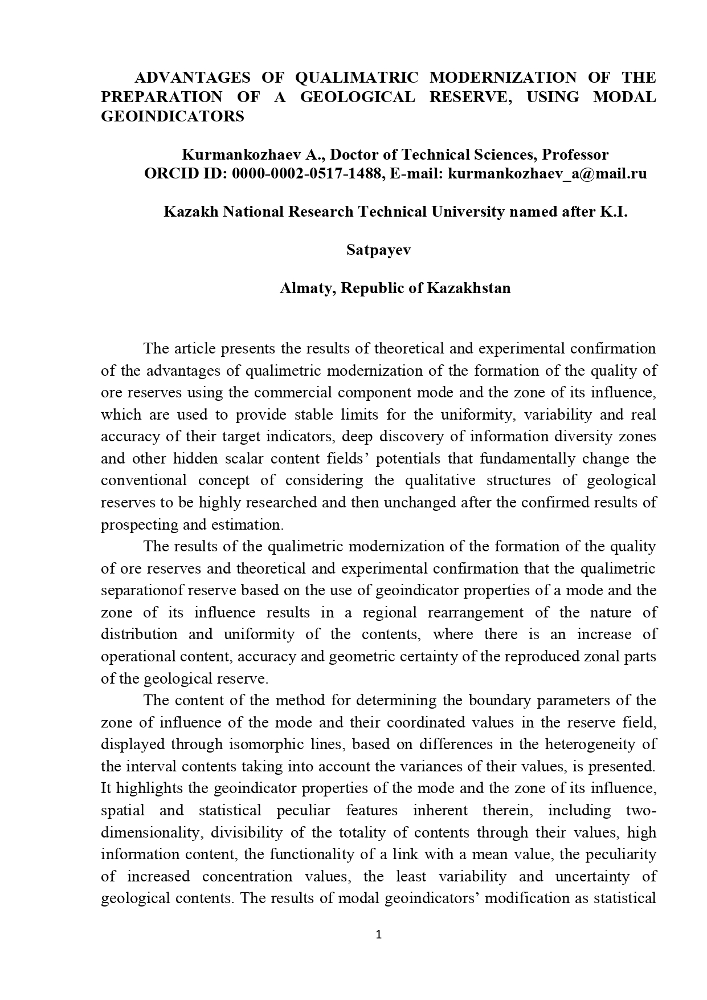 ADVANTAGES OF QUALIMATRIC MODERNIZATION OF THE
PREPARATION OF A GEOLOGICAL RESERVE, USING MODAL
GEOINDICATORS
Kurmankozhaev A., Doctor of Technical Sciences, Professor
ORCID ID: 0000-0002-0517-1488, E-mail: kurmankozhaev_a@mail.ru
Kazakh National Research Technical University named after K.I.
Satpayev
Almaty, Republic of Kazakhstan
The article presents the results of theoretical and experimental confirmation
of the advantages of qualimetric modernization of the formation of the quality of
ore reserves using the commercial component mode and the zone of its influence,
which are used to provide stable limits for the uniformity, variability and real
accuracy of their target indicators, deep discovery of information diversity zones
and other hidden scalar content fields’ potentials that fundamentally change the
conventional concept of considering the qualitative structures of geological
reserves to be highly researched and then unchanged after the confirmed results of
prospecting and estimation.
The results of the qualimetric modernization of the formation of the quality
of ore reserves and theoretical and experimental confirmation that the qualimetric
separationof reserve based on the use of geoindicator properties of a mode and the
zone of its influence results in a regional rearrangement of the nature of
distribution and uniformity of the contents, where there is an increase of
operational content, accuracy and geometric certainty of the reproduced zonal parts
of the geological reserve.
The content of the method for determining the boundary parameters of the
zone of influence of the mode and their coordinated values in the reserve field,
displayed through isomorphic lines, based on differences in the heterogeneity of
the interval contents taking into account the variances of their values, is presented.
It highlights the geoindicator properties of the mode and the zone of its influence,
spatial and statistical peculiar features inherent therein, including two-
dimensionality, divisibility of the totality of contents through their values, high
information content, the functionality of a link with a mean value, the peculiarity
of increased concentration values, the least variability and uncertainty of
geological contents. The results of modal geoindicators’ modification as statistical
1